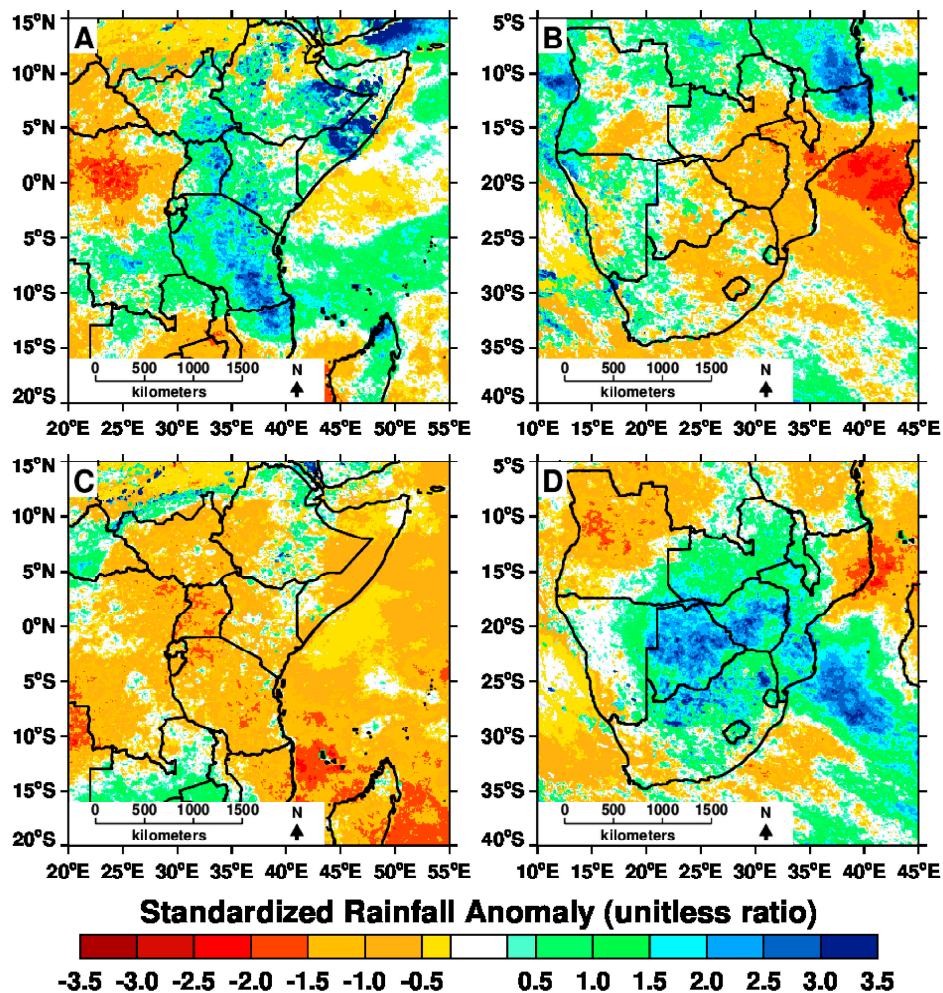 A
15°N
10°N
5°N
0°N
5°S
10°S
15°S
20°S
0 500 1000 1500
kilometers
N
20°E 25°E 30°E 35°E 40°E 45°E 50°E 55°E
B
5°S
10°S
15°S
20°S
25°S
30°S
35°S
40°S
0 500 1000 1500
kilometers
N
10°E 15°E 20°E 25°E 30°E 35°E 40°E 45°E
C
15°N
10°N
5°N
0°N
5°S
10°S
15°S
20°S
0 500 1000 1500
kilometers
N
20°E 25°E 30°E 35°E 40°E 45°E 50°E 55°E
D
5°S
10°S
15°S
20°S
25°S
30°S
35°S
40°S
0 500 1000 1500
kilometers
N
10°E 15°E 20°E 25°E 30°E 35°E 40°E 45°E
Standardized Rainfall Anomaly (unitless ratio)
-3.5 -3.0 -2.5 -2.0 -1.5 -1.0 -0.5 0.5 1.0 1.5 2.0 2.5 3.0 3.5